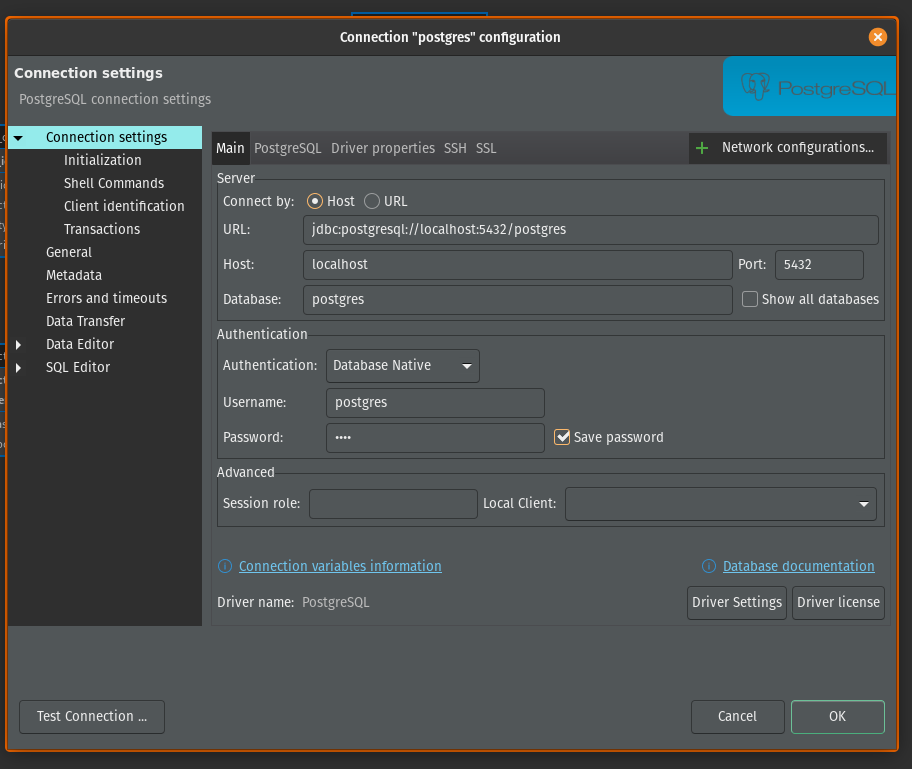 Connection "postgres" configuration
Connection settings
PostgreSQL connection settings
PostgreSQL
Connection settings
Initialization
Shell Commands
Client identification
Transactions
General
Metadata
Errors and timeouts
Data Transfer
Data Editor
SQL Editor
Main PostgreSQL Driver properties SSH SSL
Network configurations...
Server
Connect by: Host URL
URL: jdbc:postgresql://localhost:5432/postgres
Host: localhost Port: 5432
Database: postgres Show all databases
Authentication
Authentication: Database Native
Username: postgres
Password: •••• Save password
Advanced
Session role: Local Client:
Connection variables information Database documentation
Driver name: PostgreSQL Driver Settings Driver license
Test Connection ... Cancel OK